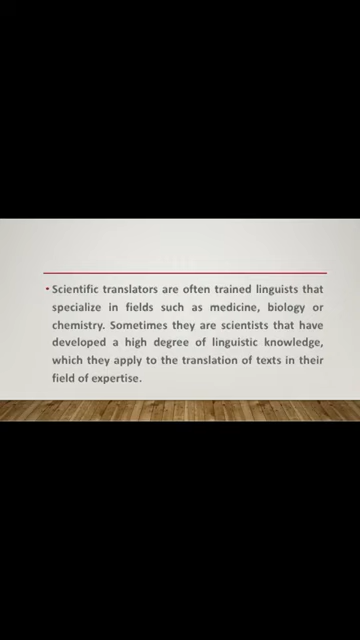 • Scientific translators are often trained linguists that
specialize in fields such as medicine, biology or
chemistry. Sometimes they are scientists that have
developed a high degree of linguistic knowledge,
which they apply to the translation of texts in their
field of expertise.